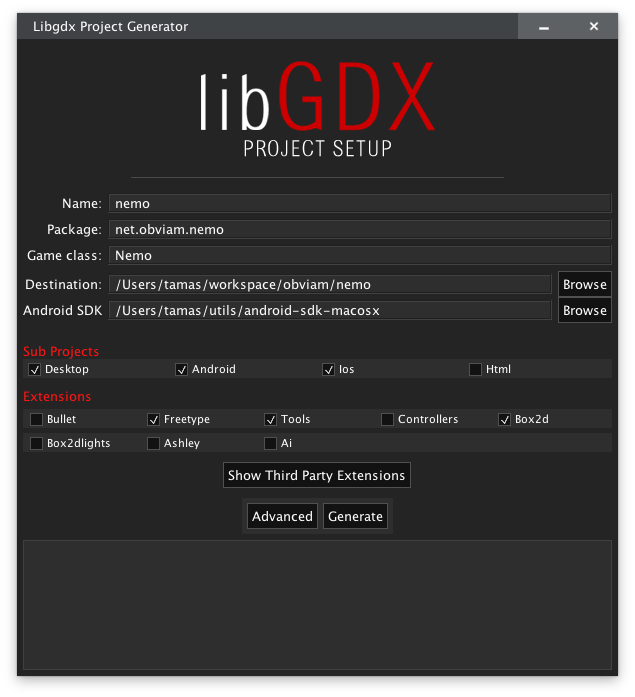 Libgdx Project Generator
libGDX
PROJECT SETUP
Name: nemo
Package: net.obviam.nemo
Game class: Nemo
Destination: /Users/tamas/workspace/obviam/nemo Browse
Android SDK /Users/tamas/utils/android-sdk-macosx Browse
Sub Projects
Desktop Android Ios Html
Extensions
Bullet Freetype Tools Controllers Box2d
Box2dlights Ashley Ai
Show Third Party Extensions
Advanced Generate